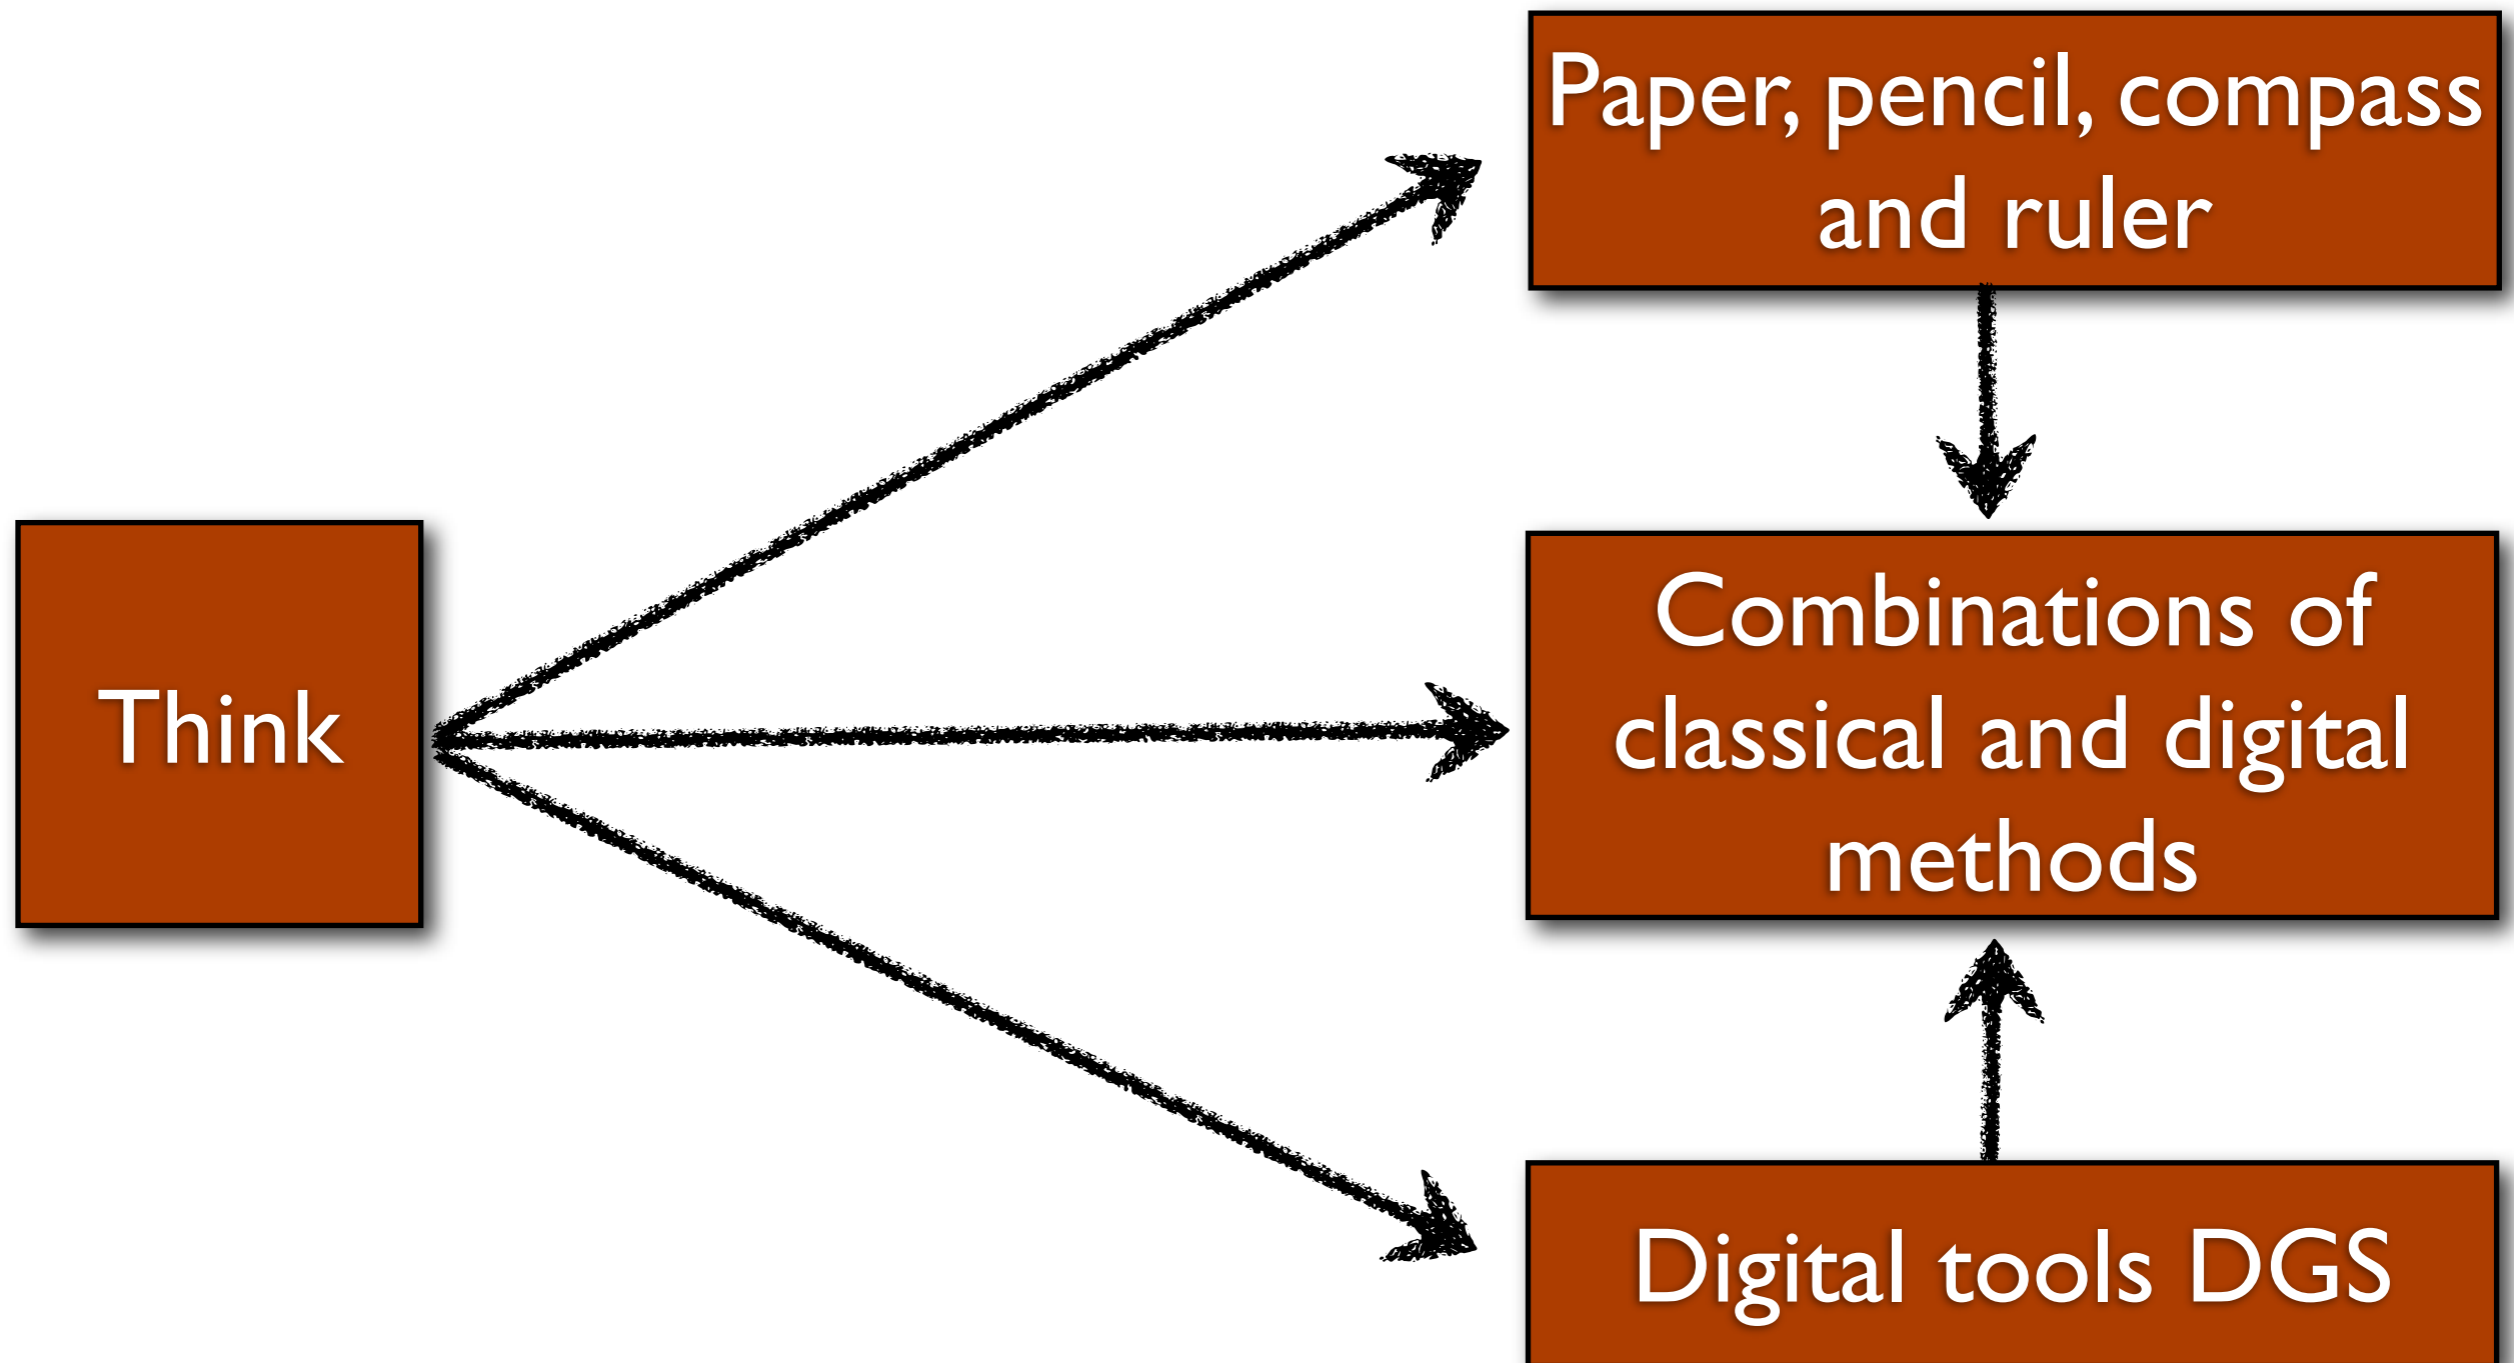 Paper, pencil, compass
and ruler
Think
Combinations of
classical and digital
methods
Digital tools DGS